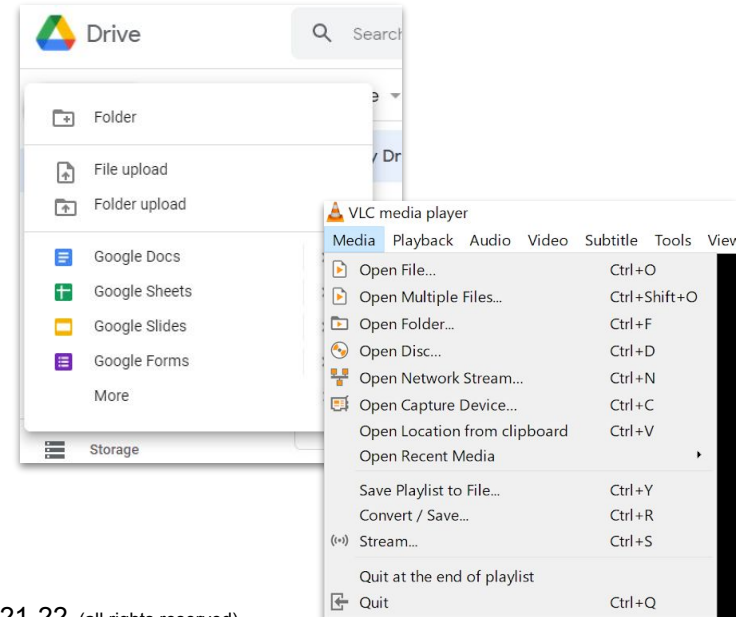 Drive
Search
Folder
File upload
Folder upload
Google Docs
Google Sheets
Google Slides
Google Forms
More
Storage
VLC media player
Media Playback Audio Video Subtitle Tools View
Open File... Ctrl+O
Open Multiple Files... Ctrl+Shift+O
Open Folder... Ctrl+F
Open Disc... Ctrl+D
Open Network Stream... Ctrl+N
Open Capture Device... Ctrl+C
Open Location from clipboard Ctrl+V
Open Recent Media
Save Playlist to File... Ctrl+Y
Convert / Save... Ctrl+R
Stream... Ctrl+S
Quit at the end of playlist
Quit Ctrl+Q
21-22 (all rights reserved)